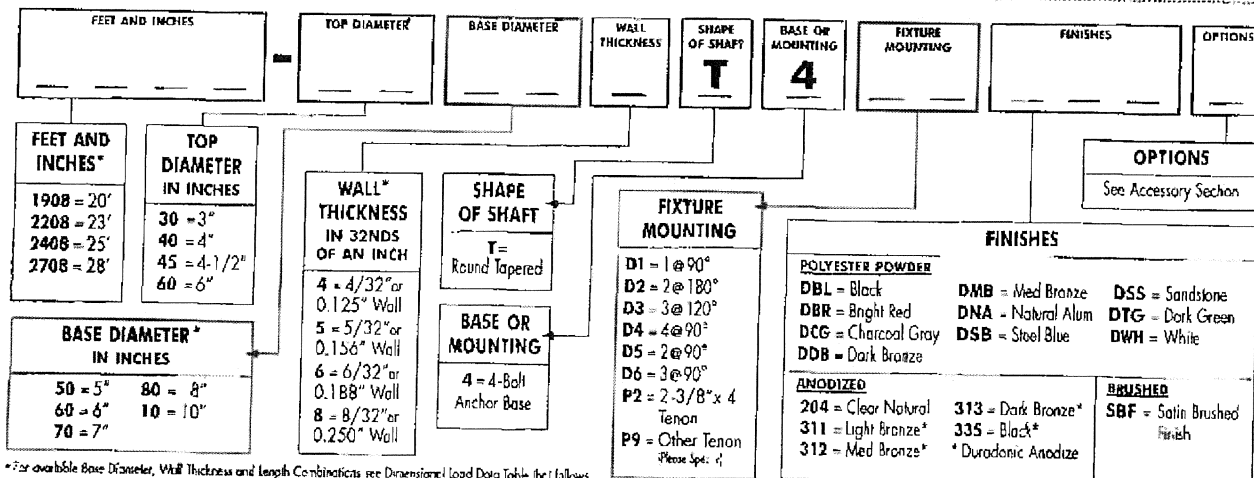 FEET AND INCHES
TOP DIAMETER
BASE DIAMETER
WALL THICKNESS
SHAPE OF SHAFT
T
BASE OR MOUNTING
4
FIXTURE MOUNTING
FINISHES
OPTIONS
FEET AND
INCHES*
1908 = 20'
2208 = 23'
2408 = 25'
2708 = 28'
TOP
DIAMETER
IN INCHES
30 = 3"
40 = 4"
45 = 4-1/2"
60 = 6"
BASE DIAMETER*
IN INCHES
50 = 5" 80 = 8"
60 = 6" 10 = 10"
70 = 7"
WALL*
THICKNESS
IN 32NDS
OF AN INCH
4 = 4/32" or
0.125" Wall
5 = 5/32" or
0.156" Wall
6 = 6/32" or
0.188" Wall
8 = 8/32" or
0.250" Wall
SHAPE
OF SHAFT
T =
Round Tapered
BASE OR
MOUNTING
4 = 4-Bolt
Anchor Base
FIXTURE
MOUNTING
D1 = 1@90°
D2 = 2@180°
D3 = 3@120°
D4 = 4@90°
D5 = 2@90°
D6 = 3@90°
P2 = 2-3/8" x 4
Tenon
P9 = Other Tenon
OPTIONS
See Accessory Section
FINISHES
POLYESTER POWDER
DBL = Black
DBR = Bright Red
DCG = Charcoal Gray
DDB = Dark Bronze
DMB = Med Bronze
DNA = Natural Alum
DSB = Steel Blue
DSS = Sandstone
DTG = Dark Green
DWH = White
ANODIZED
204 = Clear Natural
311 = Light Bronze*
312 = Med Bronze*
313 = Dark Bronze*
335 = Black*
* Duradonic Anodize
BRUSHED
SBF = Satin Brushed
Finish
*For available Base Diameter, Wall Thickness and Length Combinations see Dimensional Load Data Table that follows